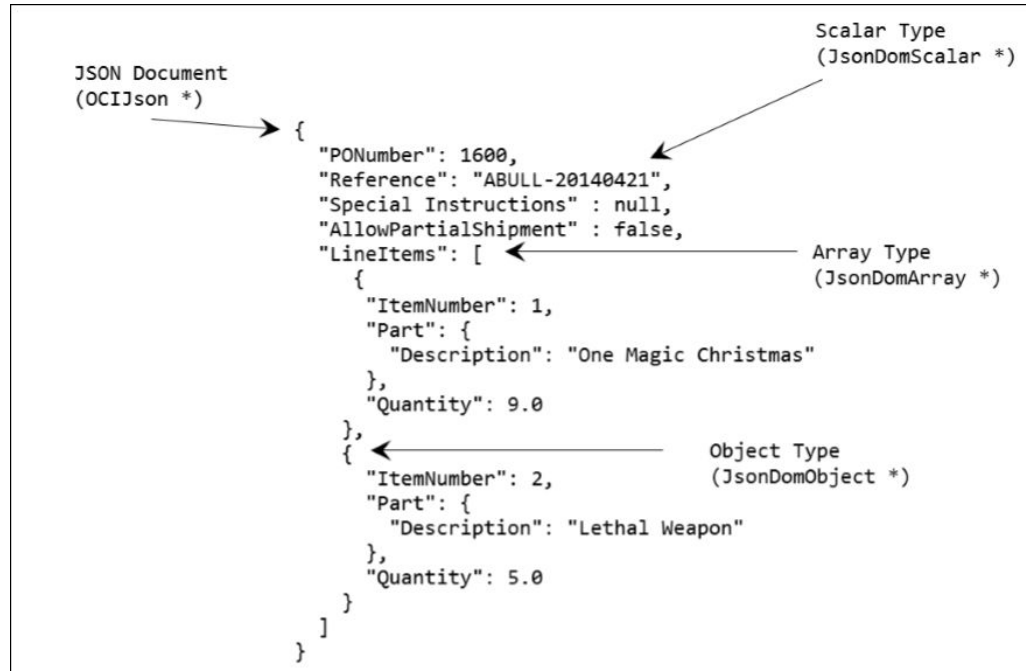 Scalar Type
(JsonDomScalar *)
JSON Document
(OCIJson *)
{
"PONumber": 1600,
"Reference": "ABULL-20140421",
"Special Instructions" : null,
"AllowPartialShipment" : false,
"LineItems": [
Array Type
(JsonDomArray *)
{
"ItemNumber": 1,
"Part": {
"Description": "One Magic Christmas"
},
"Quantity": 9.0
},
{
Object Type
(JsonDomObject *)
"ItemNumber": 2,
"Part": {
"Description": "Lethal Weapon"
},
"Quantity": 5.0
}
]
}